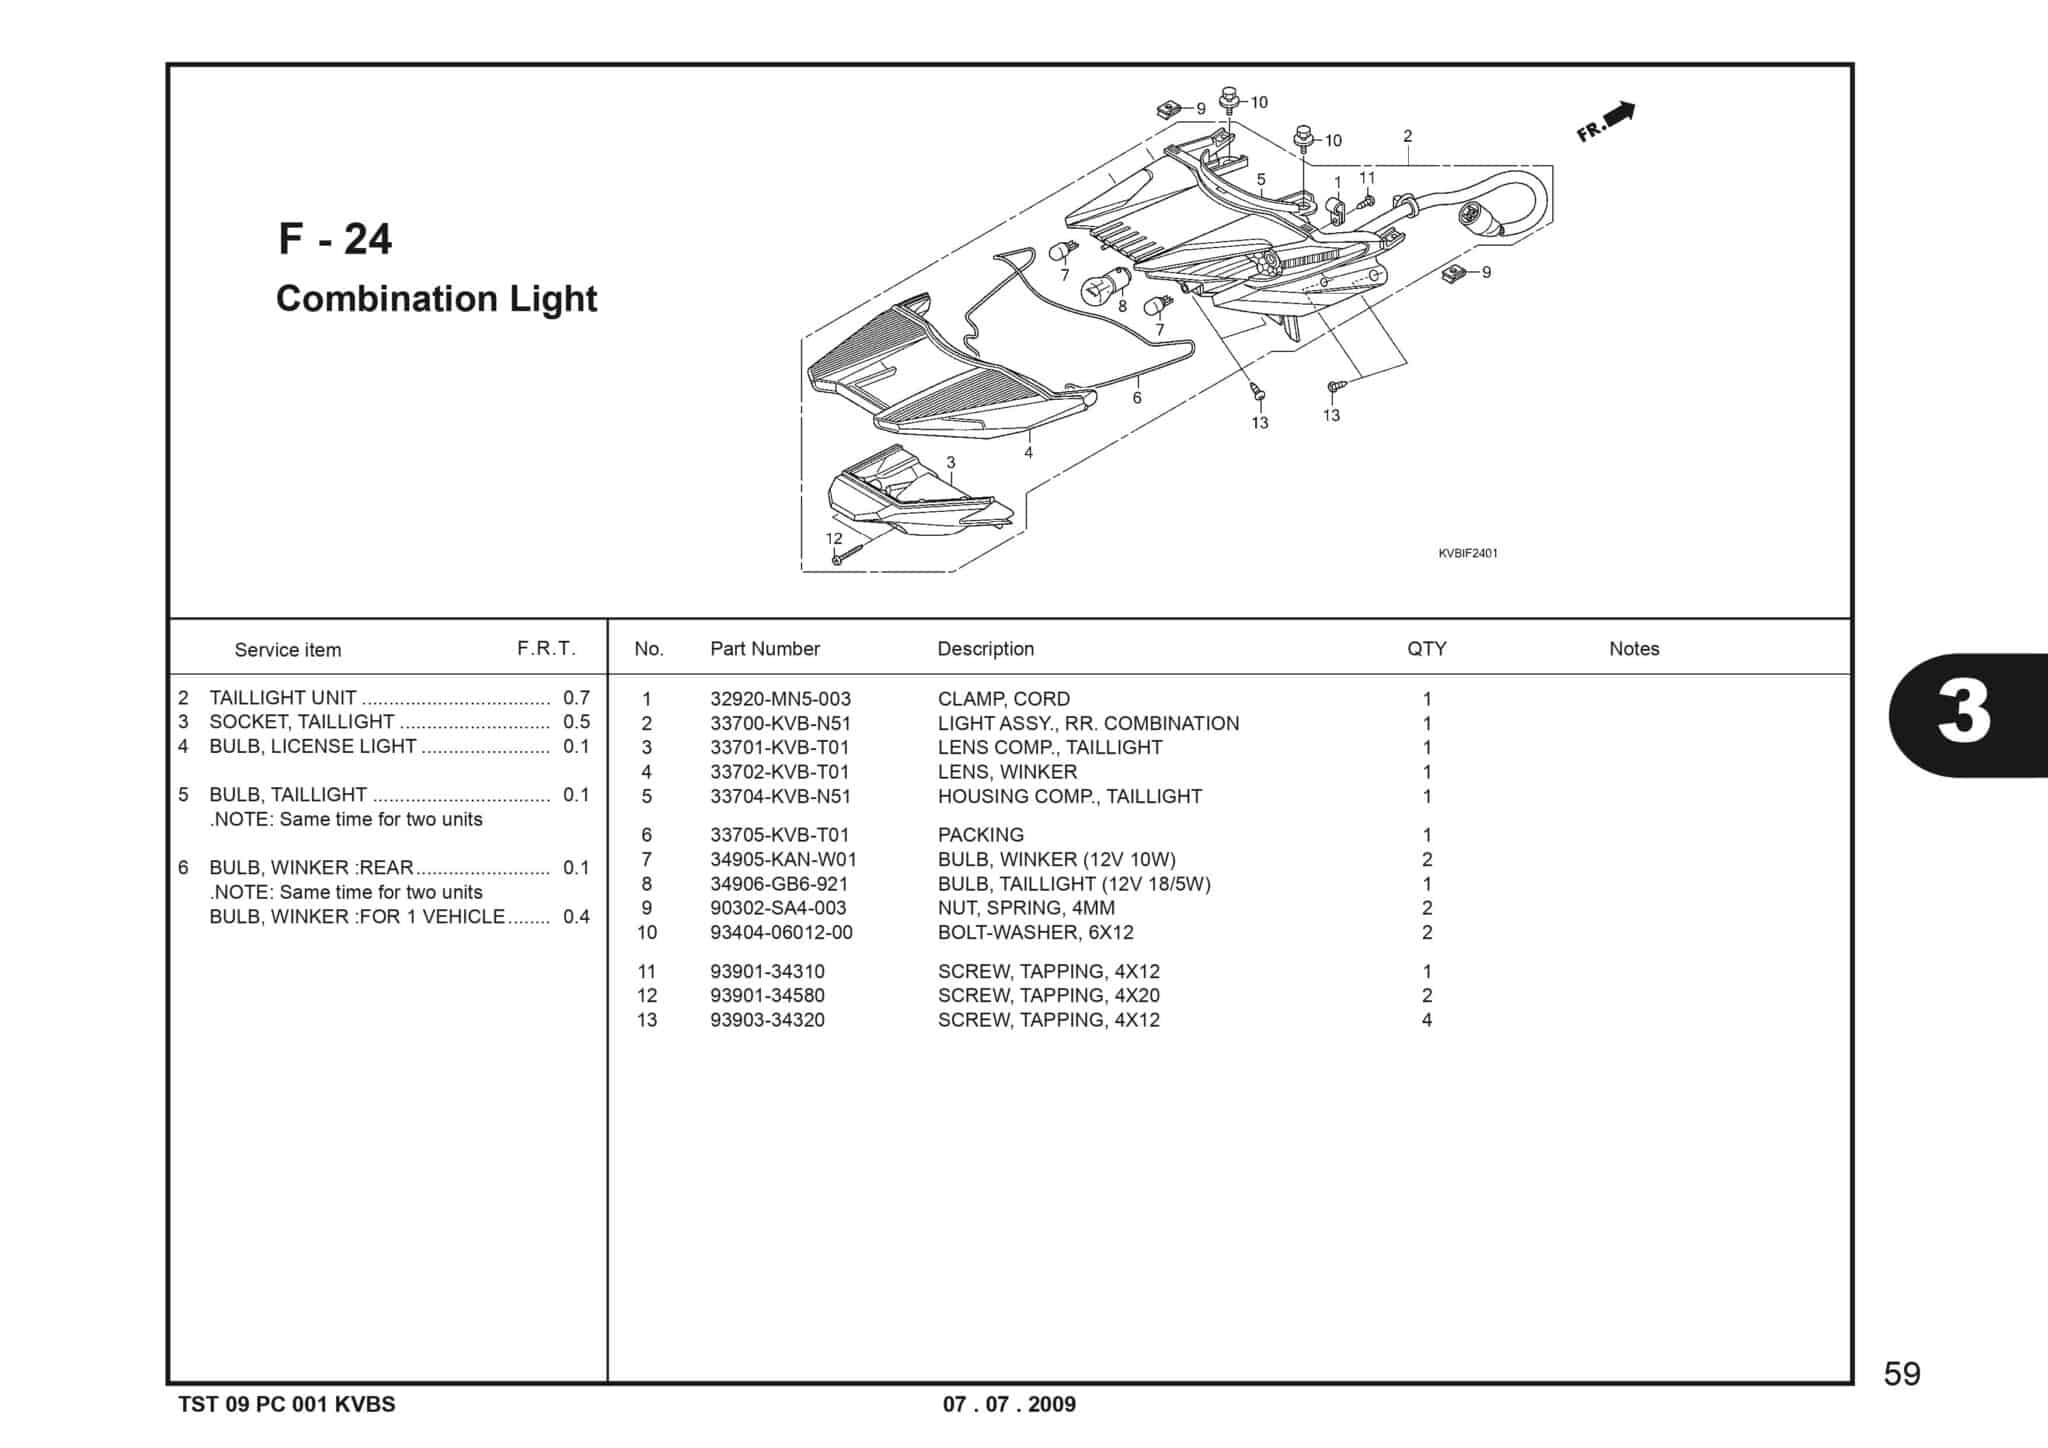 F - 24
Combination Light
9
10
10
2
FR.
5
1
11
7
8
7
9
6
13
13
4
3
12
KVBIF2401
Service item F.R.T.
2 TAILLIGHT UNIT ................................... 0.7
3 SOCKET, TAILLIGHT ............................ 0.5
4 BULB, LICENSE LIGHT ........................ 0.1
5 BULB, TAILLIGHT ................................. 0.1
.NOTE: Same time for two units
6 BULB, WINKER :REAR......................... 0.1
.NOTE: Same time for two units
BULB, WINKER :FOR 1 VEHICLE........ 0.4
No. Part Number Description QTY Notes
1 32920-MN5-003 CLAMP, CORD 1
2 33700-KVB-N51 LIGHT ASSY., RR. COMBINATION 1
3 33701-KVB-T01 LENS COMP., TAILLIGHT 1
4 33702-KVB-T01 LENS, WINKER 1
5 33704-KVB-N51 HOUSING COMP., TAILLIGHT 1
6 33705-KVB-T01 PACKING 1
7 34905-KAN-W01 BULB, WINKER (12V 10W) 2
8 34906-GB6-921 BULB, TAILLIGHT (12V 18/5W) 1
9 90302-SA4-003 NUT, SPRING, 4MM 2
10 93404-06012-00 BOLT-WASHER, 6X12 2
11 93901-34310 SCREW, TAPPING, 4X12 1
12 93901-34580 SCREW, TAPPING, 4X20 2
13 93903-34320 SCREW, TAPPING, 4X12 4
3
59
TST 09 PC 001 KVBS
07 . 07 . 2009